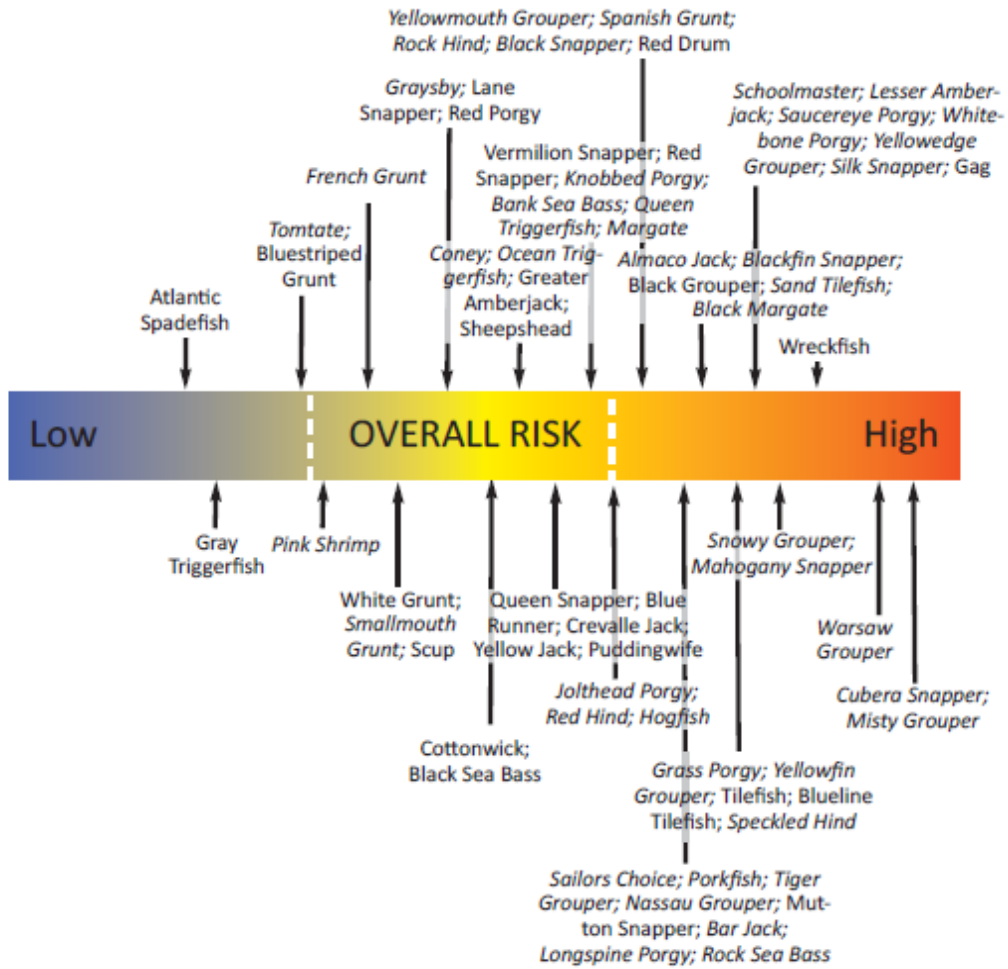 Yellowmouth Grouper; Spanish Grunt;
Rock Hind; Black Snapper; Red Drum
Graysby; Lane
Snapper; Red Porgy
Schoolmaster; Lesser Amber-
jack; Saucereye Porgy; White-
bone Porgy; Yellowedge
Grouper; Silk Snapper; Gag
French Grunt
Vermilion Snapper; Red
Snapper; Knobbed Porgy;
Bank Sea Bass; Queen
Triggerfish; Margate
Tomtate;
Bluestriped
Grunt
Coney; Ocean Trig-
gerfish; Greater
Amberjack;
Sheepshead
Almaco Jack; Blackfin Snapper;
Black Grouper; Sand Tilefish;
Black Margate
Atlantic
Spadefish
Wreckfish
Low
OVERALL RISK
High
Gray
Triggerfish
Pink Shrimp
White Grunt;
Smallmouth
Grunt; Scup
Cottonwick;
Black Sea Bass
Queen Snapper; Blue
Runner; Crevalle Jack;
Yellow Jack; Puddingwife
Jolthead Porgy;
Red Hind; Hogfish
Snowy Grouper;
Mahogany Snapper
Warsaw
Grouper
Cubera Snapper;
Misty Grouper
Grass Porgy; Yellowfin
Grouper; Tilefish; Blueline
Tilefish; Speckled Hind
Sailors Choice; Porkfish; Tiger
Grouper; Nassau Grouper; Mut-
ton Snapper; Bar Jack;
Longspine Porgy; Rock Sea Bass